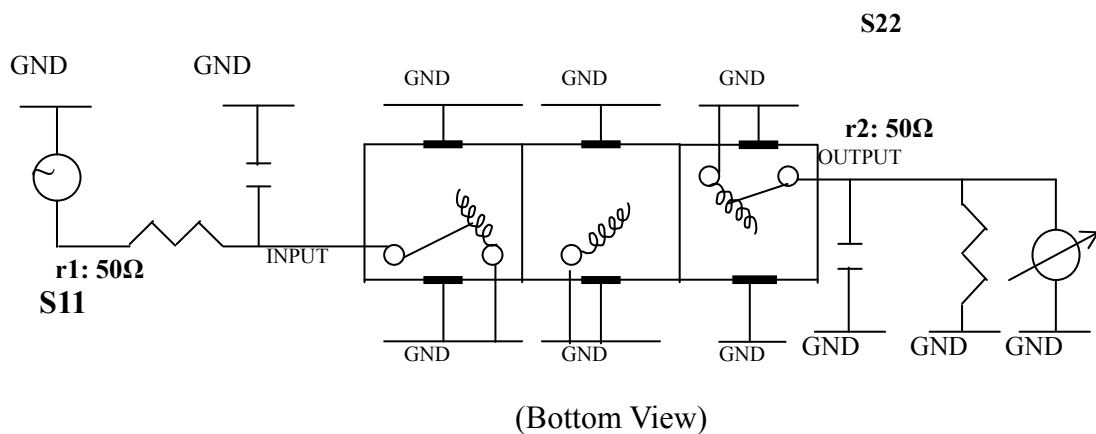 S22
GND
GND
GND
GND
GND
r2: 50Ω
OUTPUT
INPUT
r1: 50Ω
S11
GND
GND
GND
GND
GND
GND
(Bottom View)